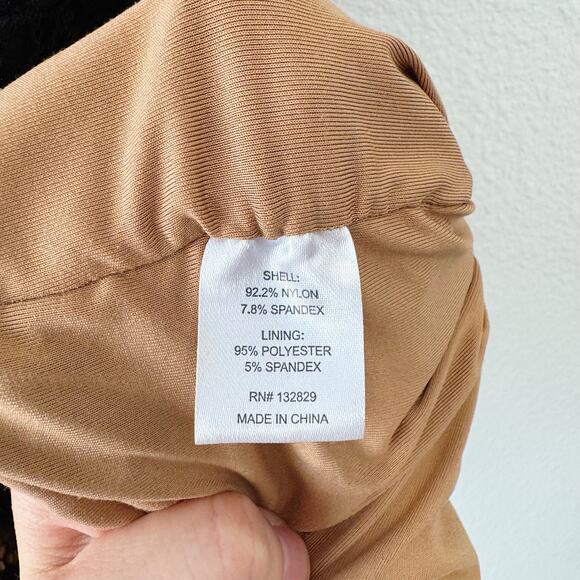 SHELL:
92.2% NYLON
7.8% SPANDEX
LINING:
95% POLYESTER
5% SPANDEX
RN# 132829
MADE IN CHINA